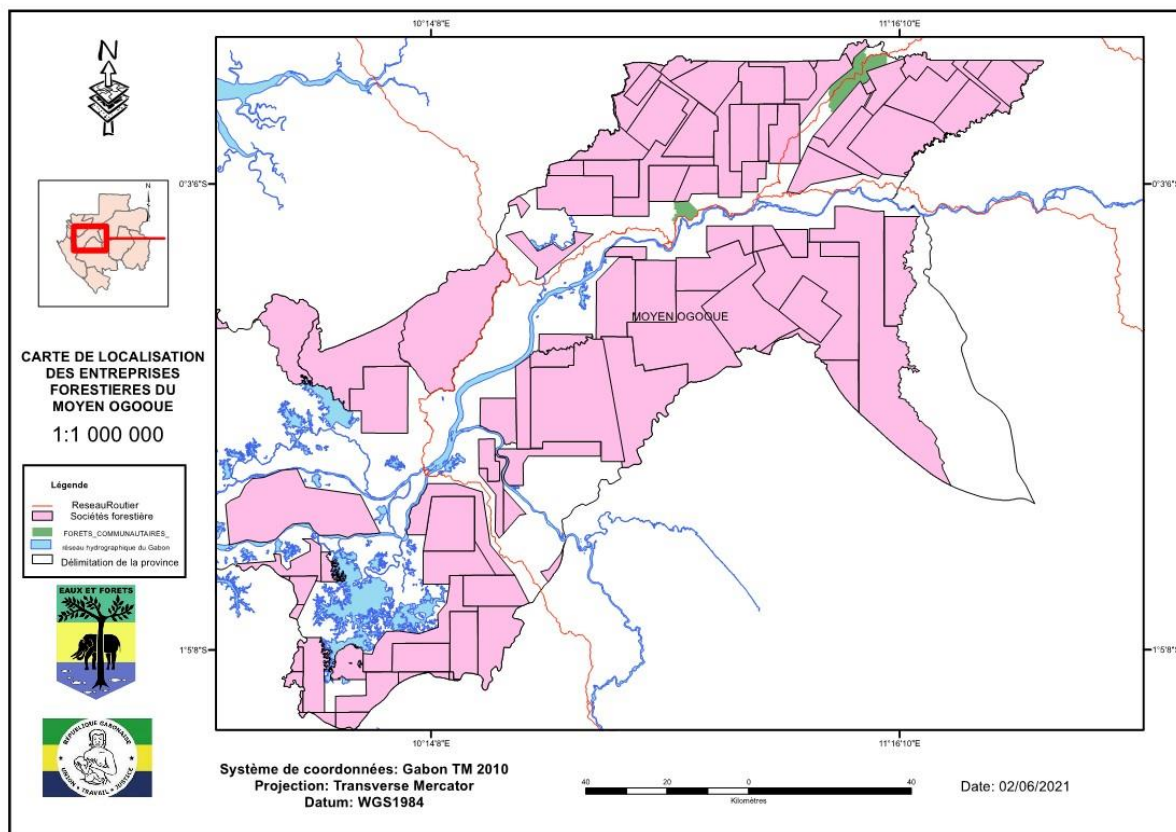 10°14'8"E
11°16'10"E
N
0°3'6"S
0°3'6"S
N
CARTE DE LOCALISATION
DES ENTREPRISES
FORESTIERES DU
MOYEN OGOOUE
1:1 000 000
MOYEN OGOOUE
Légende
ReseauRoutier
Sociétés forestière
FORETS_COMMUNAUTAIRES_
réseau hydrographique du Gabon
Délimitation de la province
EAUX ET FORETS
1°5'8"S
1°5'8"S
REPUBLIQUE GABONAISE
UNION • TRAVAIL • JUSTICE
10°14'8"E
11°16'10"E
Système de coordonnées: Gabon TM 2010
Projection: Transverse Mercator
Datum: WGS1984
40 20 0 40
Kilomètres
Date: 02/06/2021